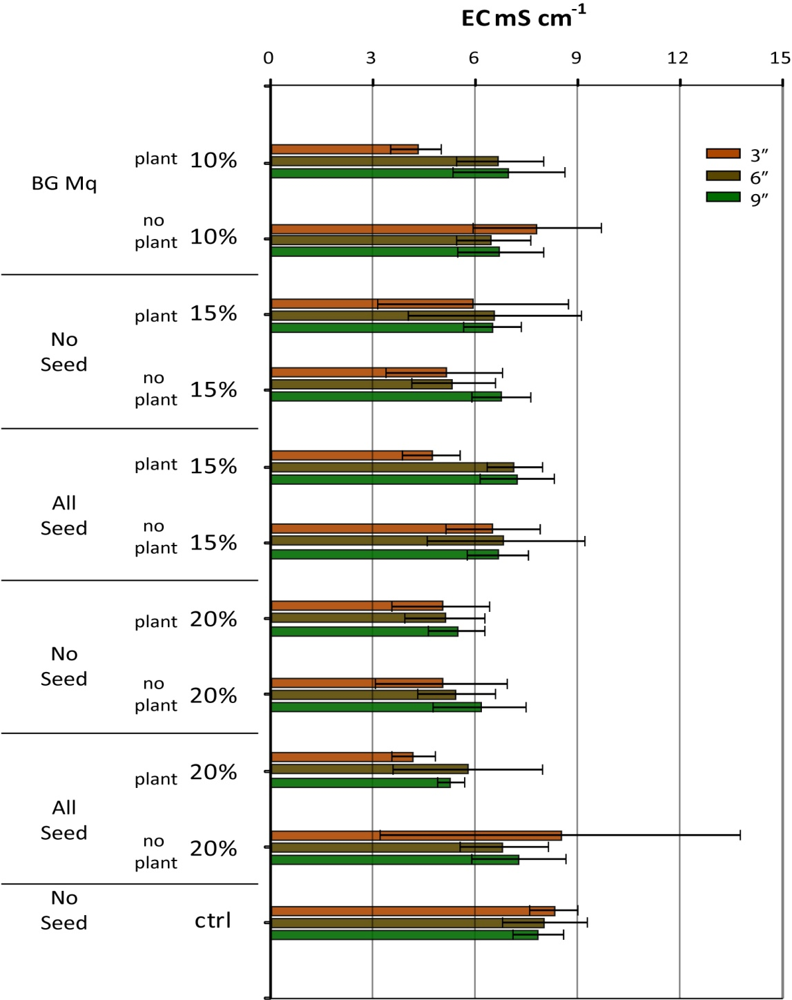 EC mS cm-1
0 3 6 9 12 15
3″
6″
9″
BG Mq
plant 10%
no
plant 10%
No
Seed
plant 15%
no
plant 15%
All
Seed
plant 15%
no
plant 15%
No
Seed
plant 20%
no
plant 20%
All
Seed
plant 20%
no
plant 20%
No
Seed
ctrl